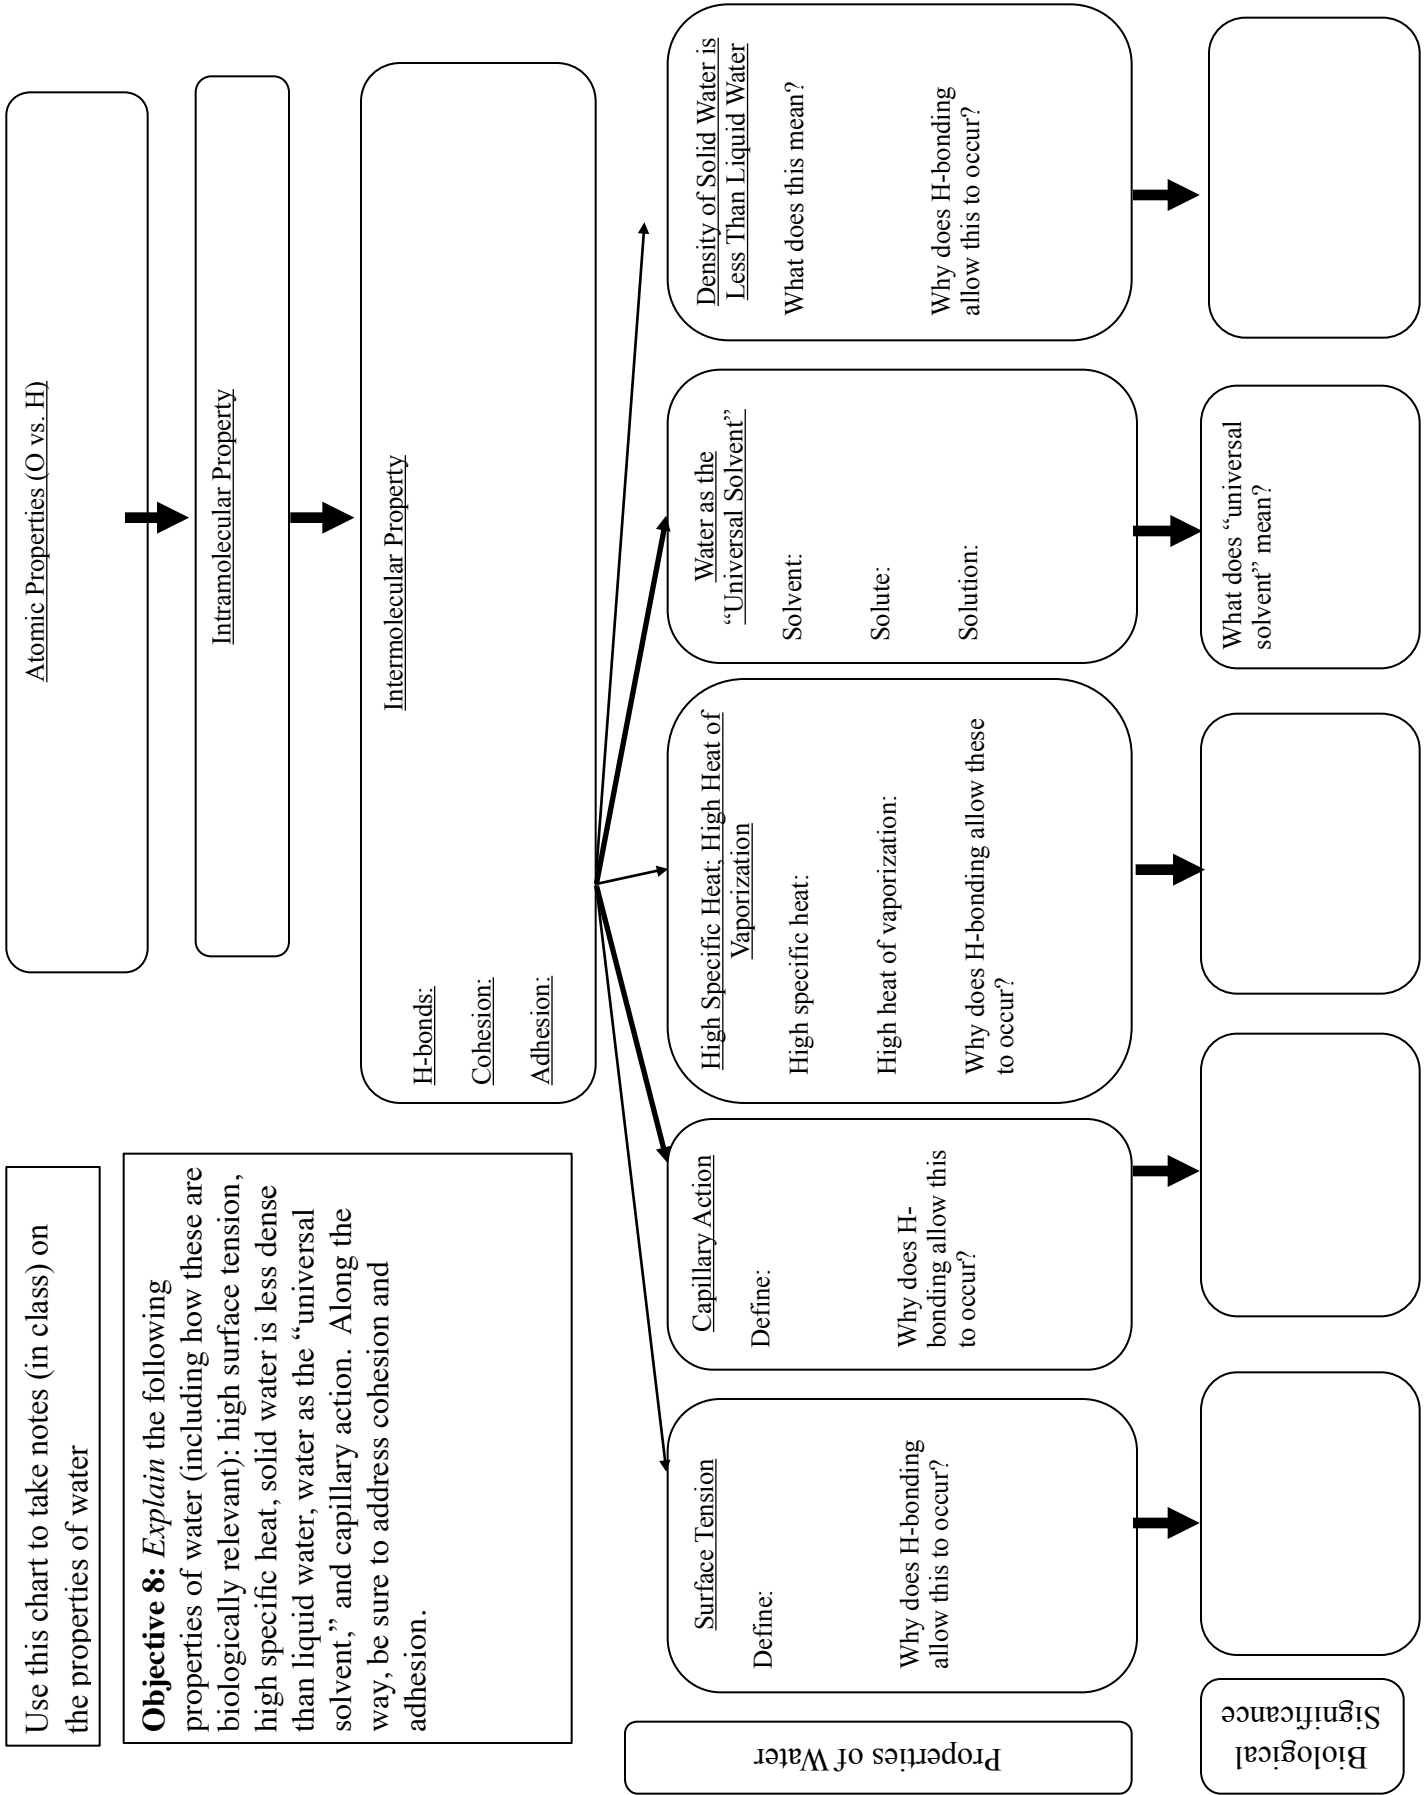 Use this chart to take notes (in class) on
the properties of water
Objective 8: Explain the following
properties of water (including how these are
biologically relevant): high surface tension,
high specific heat, solid water is less dense
than liquid water, water as the “universal
solvent,” and capillary action. Along the
way, be sure to address cohesion and
adhesion.
Atomic Properties (O vs. H)
Intramolecular Property
Intermolecular Property
H-bonds:
Cohesion:
Adhesion:
Properties of Water
Surface Tension
Define:
Why does H-bonding
allow this to occur?
Capillary Action
Define:
Why does H-
bonding allow this
to occur?
High Specific Heat; High Heat of
Vaporization
High specific heat:
High heat of vaporization:
Why does H-bonding allow these
to occur?
Water as the
“Universal Solvent”
Solvent:
Solute:
Solution:
Density of Solid Water is
Less Than Liquid Water
What does this mean?
Why does H-bonding
allow this to occur?
Biological
Significance
What does “universal
solvent” mean?